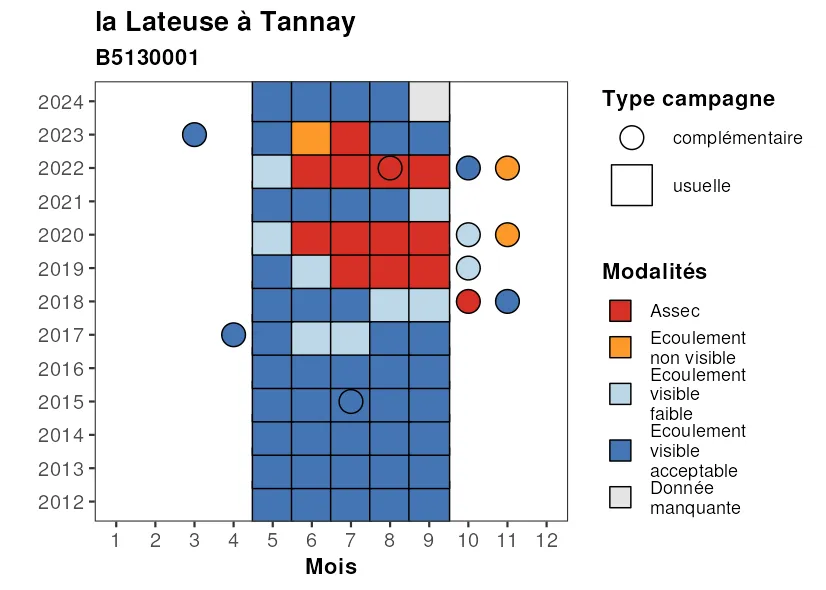 la Lateuse à Tannay
B5130001
2024
2023
2022
2021
2020
2019
2018
2017
2016
2015
2014
2013
2012
1 2 3 4 5 6 7 8 9 10 11 12
Mois
Type campagne
complémentaire
usuelle
Modalités
Assec
Ecoulement
non visible
Ecoulement
visible
faible
Ecoulement
visible
acceptable
Donnée
manquante